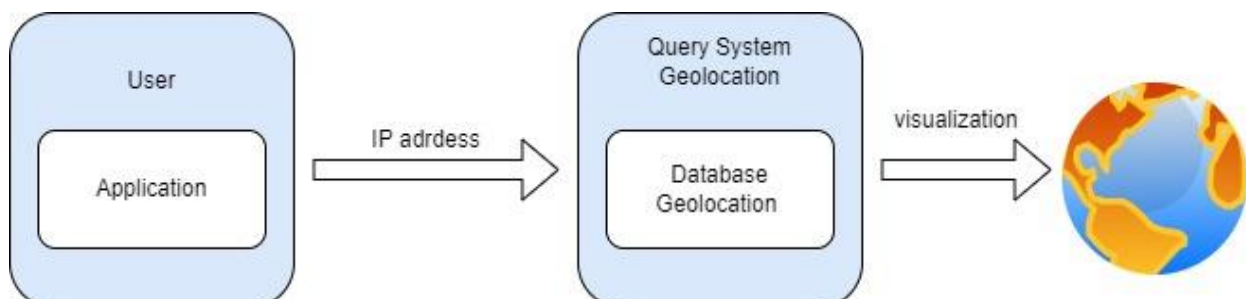 User
Application
IP adrdess
Query System
Geolocation
Database
Geolocation
visualization